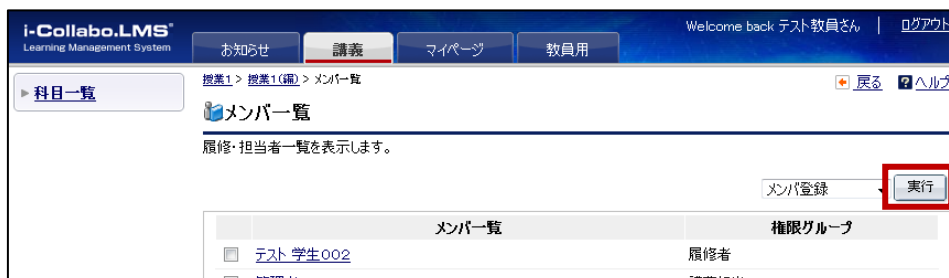 i-Collabo.LMS
Learning Management System
Welcome back テスト教員さん | ログアウト
お知らせ 講義 マイページ 教員用
科目一覧
授業1 > 授業1(編) > メンバ一覧
戻る ヘルプ
メンバ一覧
履修・担当者一覧を表示します。
メンバ登録 実行
メンバ一覧 権限グループ
テスト 学生002 履修者